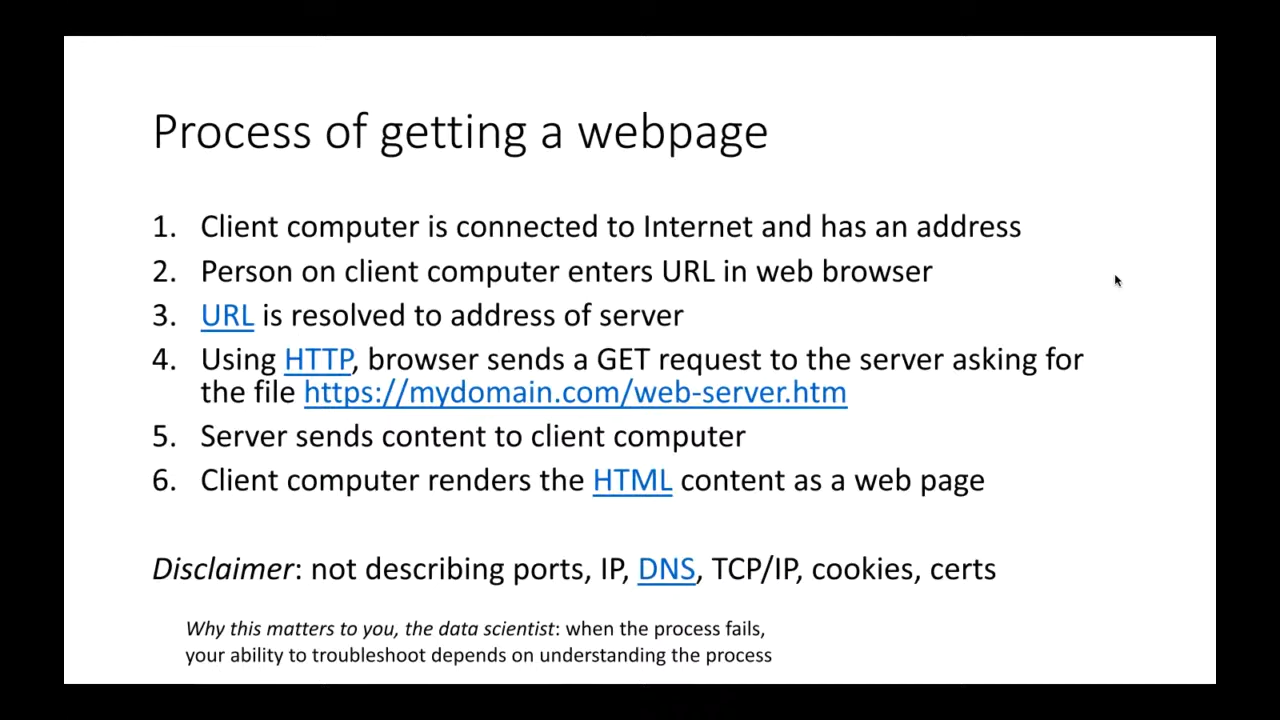 Process of getting a webpage
1. Client computer is connected to Internet and has an address
2. Person on client computer enters URL in web browser
3. URL is resolved to address of server
4. Using HTTP, browser sends a GET request to the server asking for
the file https://mydomain.com/web-server.htm
5. Server sends content to client computer
6. Client computer renders the HTML content as a web page
Disclaimer: not describing ports, IP, DNS, TCP/IP, cookies, certs
Why this matters to you, the data scientist: when the process fails,
your ability to troubleshoot depends on understanding the process